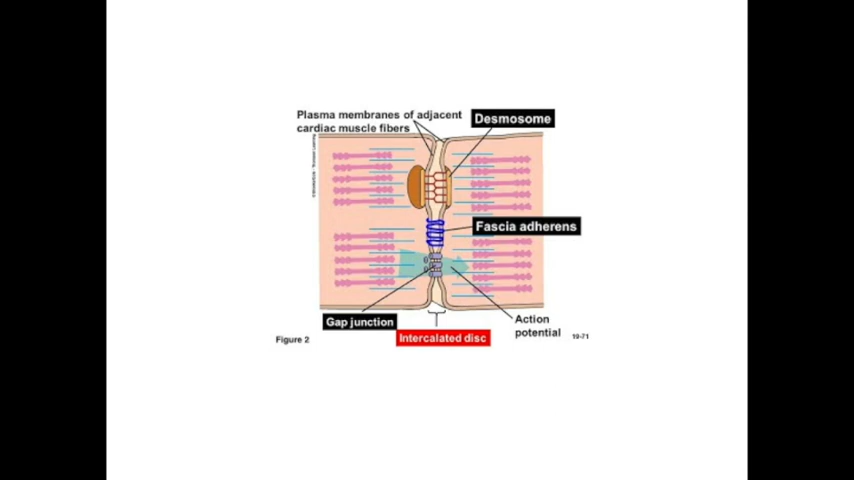 Plasma membranes of adjacent
cardiac muscle fibers
Desmosome
Fascia adherens
Gap junction
Intercalated disc
Action
potential
Figure 2
19-71